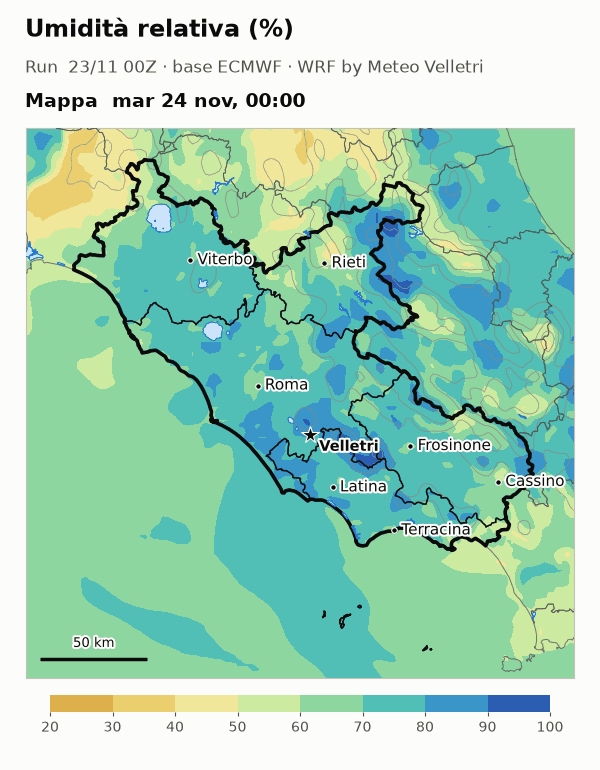 Umidità relativa (%)
Run  23/11 00Z · base ECMWF · WRF by Meteo Velletri
Mappa  mar 24 nov, 00:00
Viterbo
Rieti
Roma
Velletri
Frosinone
Latina
Cassino
Terracina
50 km
20 30 40 50 60 70 80 90 100